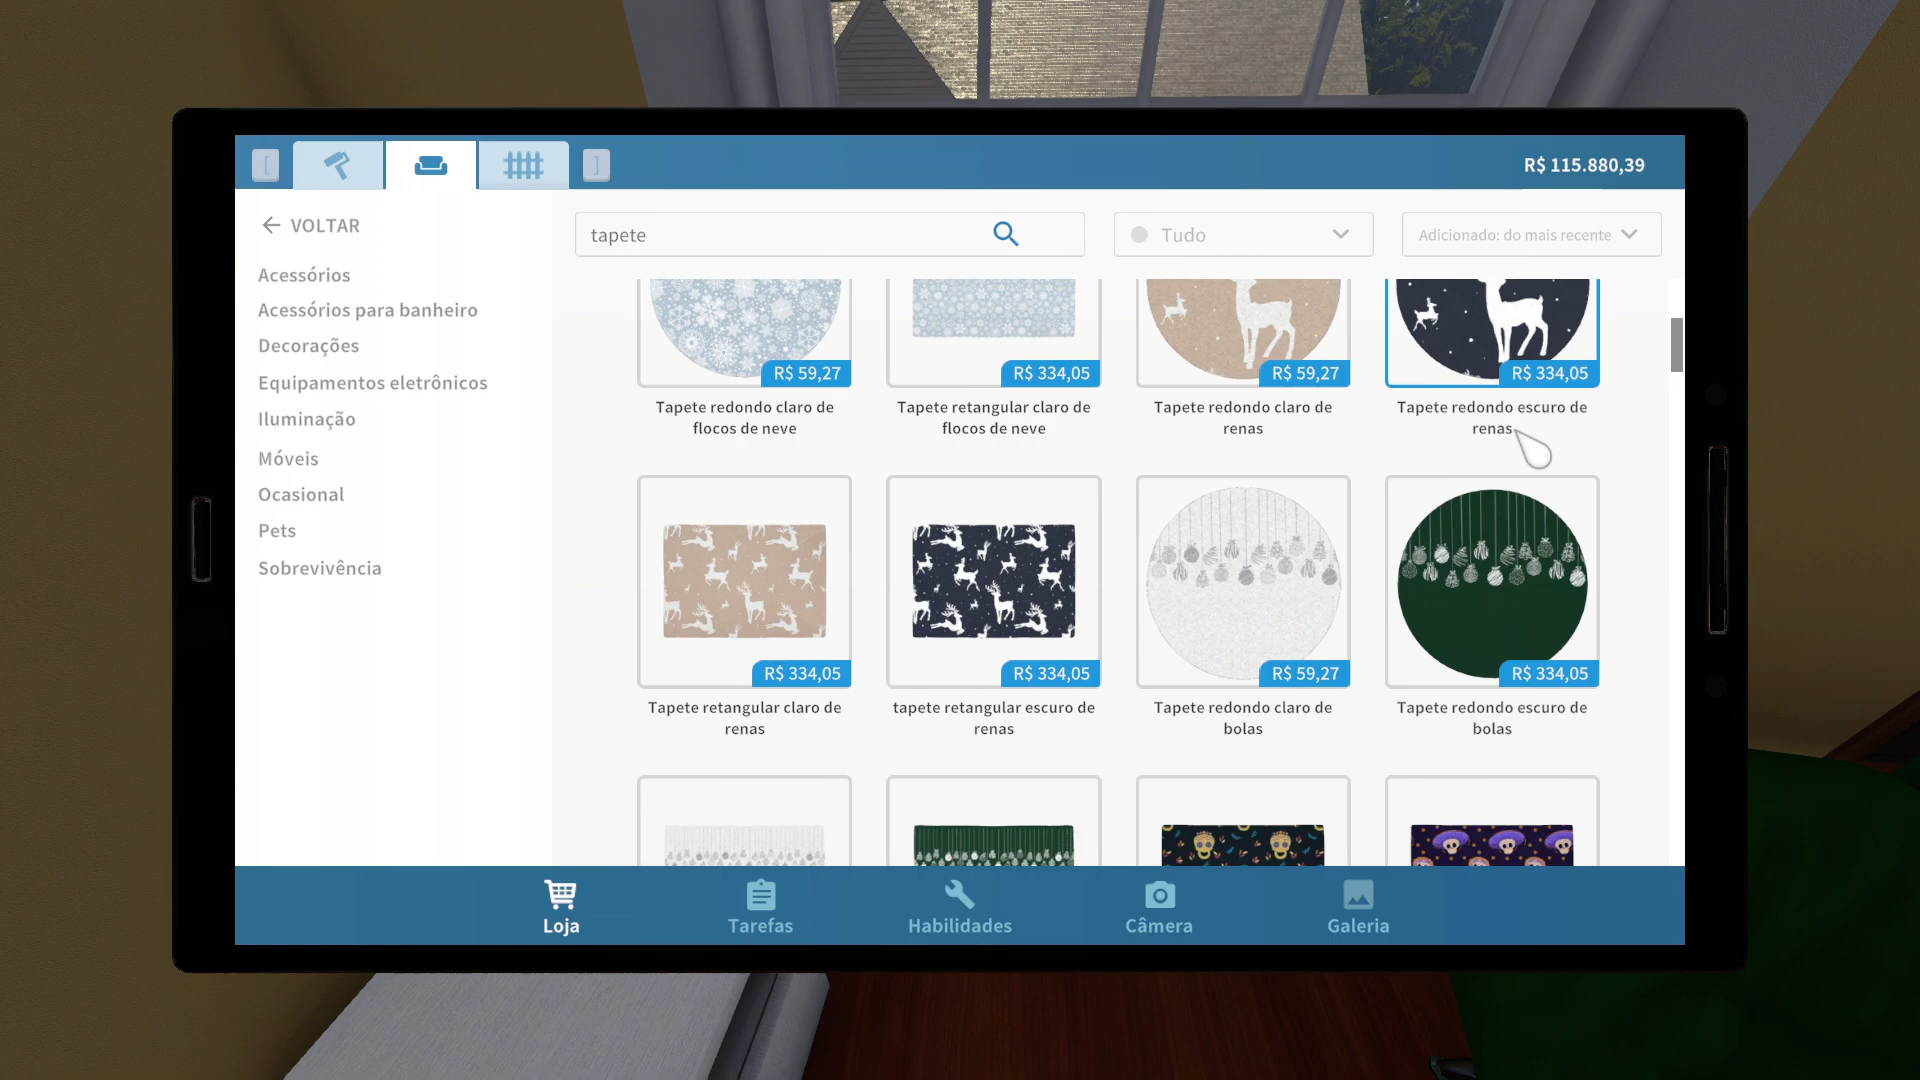 [
]
R$ 115.880,39
VOLTAR
tapete
Tudo
Adicionado: do mais recente
Acessórios
Acessórios para banheiro
Decorações
Equipamentos eletrônicos
Iluminação
Móveis
Ocasional
Pets
Sobrevivência
R$ 59,27
R$ 334,05
R$ 59,27
R$ 334,05
Tapete redondo claro de
flocos de neve
Tapete retangular claro de
flocos de neve
Tapete redondo claro de
renas
Tapete redondo escuro de
renas
R$ 334,05
R$ 334,05
R$ 59,27
R$ 334,05
Tapete retangular claro de
renas
tapete retangular escuro de
renas
Tapete redondo claro de
bolas
Tapete redondo escuro de
bolas
Loja
Tarefas
Habilidades
Câmera
Galeria